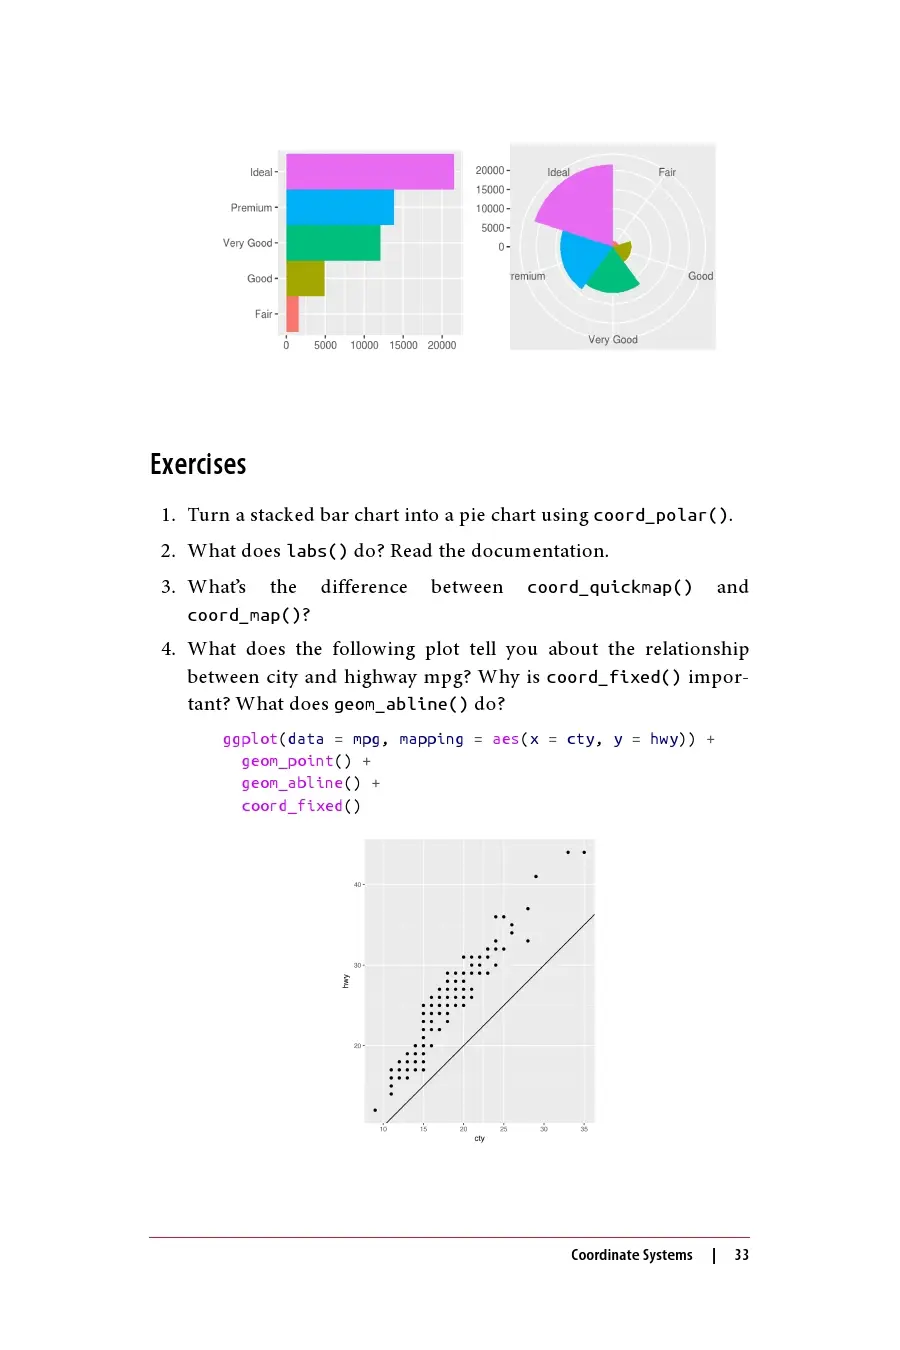 Ideal
Premium
Very Good
Good
Fair
0 5000 10000 15000 20000
20000
15000
10000
5000
0
Ideal Fair
remium Good
Very Good
Exercises
1. Turn a stacked bar chart into a pie chart using coord_polar().
2. What does labs() do? Read the documentation.
3. What’s the difference between coord_quickmap() and
coord_map()?
4. What does the following plot tell you about the relationship
between city and highway mpg? Why is coord_fixed() impor-
tant? What does geom_abline() do?
ggplot(data = mpg, mapping = aes(x = cty, y = hwy)) +
  geom_point() +
  geom_abline() +
  coord_fixed()
40
30
hwy
20
10 15 20 25 30 35
cty
Coordinate Systems | 33